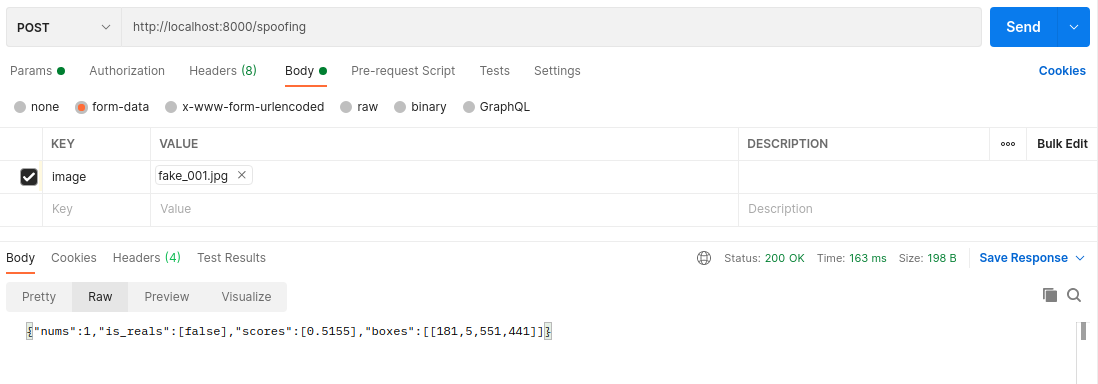 POST http://localhost:8000/spoofing Send
Params Authorization Headers (8) Body Pre-request Script Tests Settings Cookies
none form-data x-www-form-urlencoded raw binary GraphQL
KEY VALUE DESCRIPTION ooo Bulk Edit
image fake_001.jpg
Key Value Description
Body Cookies Headers (4) Test Results Status: 200 OK Time: 163 ms Size: 198 B Save Response
Pretty Raw Preview Visualize
{"nums":1,"is_reals":[false],"scores":[0.5155],"boxes":[[181,5,551,441]]}